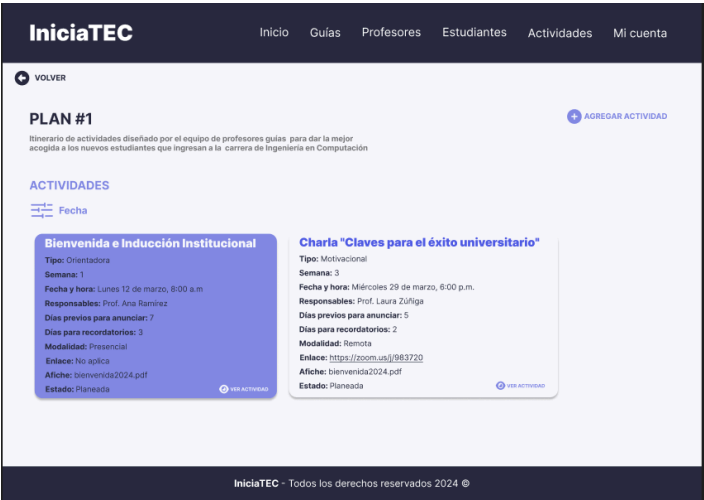 IniciaTEC
Inicio Guías Profesores Estudiantes Actividades Mi cuenta
VOLVER
PLAN #1
AGREGAR ACTIVIDAD
Itinerario de actividades diseñado por el equipo de profesores guías para dar la mejor
acogida a los nuevos estudiantes que ingresan a la carrera de Ingeniería en Computación
ACTIVIDADES
Fecha
Bienvenida e Inducción Institucional
Tipo: Orientadora
Semana: 1
Fecha y hora: Lunes 12 de marzo, 8:00 a.m
Responsables: Prof. Ana Ramírez
Días previos para anunciar: 7
Días para recordatorios: 3
Modalidad: Presencial
Enlace: No aplica
Afiche: bienvenida2024.pdf
Estado: Planeada
VER ACTIVIDAD
Charla "Claves para el éxito universitario"
Tipo: Motivacional
Semana: 3
Fecha y hora: Miércoles 29 de marzo, 6:00 p.m.
Responsables: Prof. Laura Zúñiga
Días previos para anunciar: 5
Días para recordatorios: 2
Modalidad: Remota
Enlace: https://zoom.us/j/983720
Afiche: bienvenida2024.pdf
Estado: Planeada
VER ACTIVIDAD
IniciaTEC - Todos los derechos reservados 2024 ©